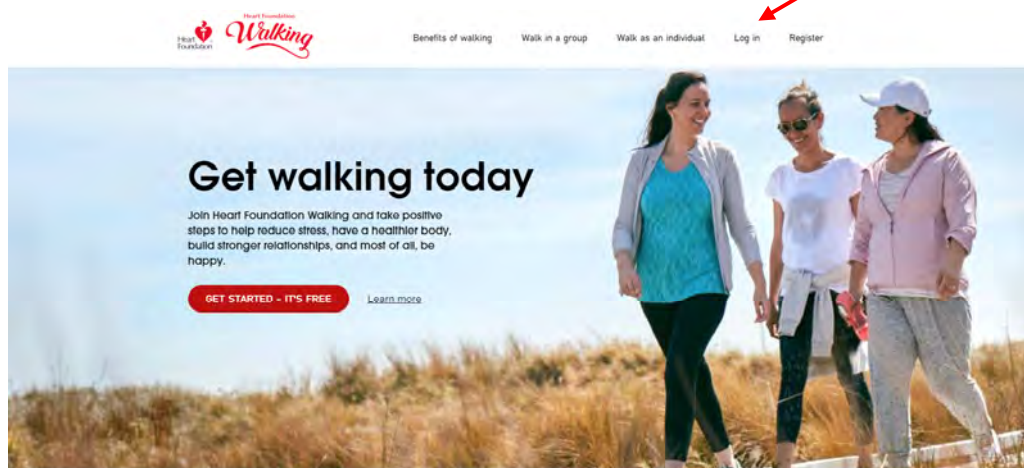 Heart Foundation
Heart
Foundation
Walking
Benefits of walking
Walk in a group
Walk as an individual
Log in
Register
Get walking today
Join Heart Foundation Walking and take positive
steps to help reduce stress, have a healthier body,
build stronger relationships, and most of all, be
happy.
GET STARTED - IT'S FREE
Learn more